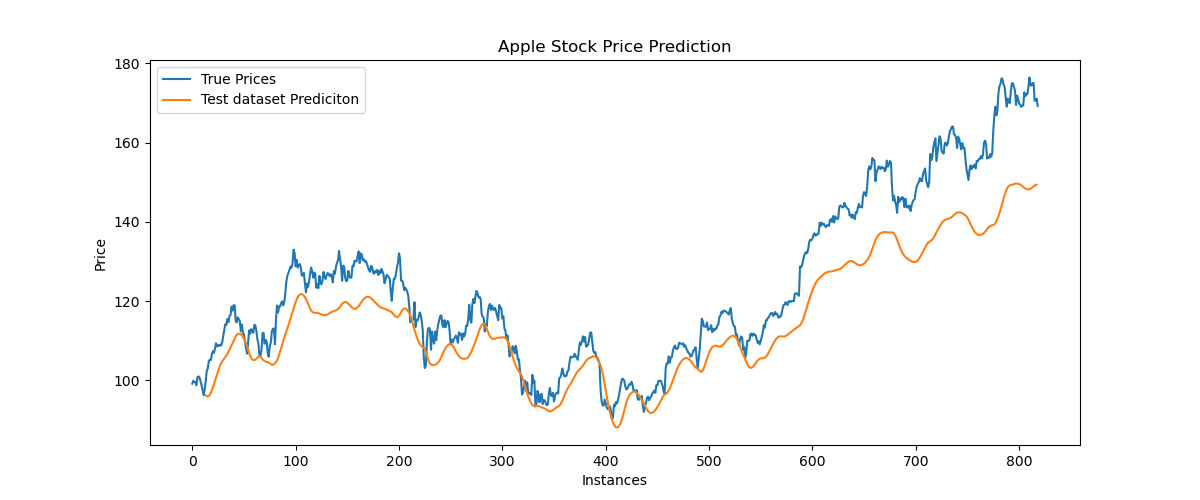 Apple Stock Price Prediction
True Prices
Test dataset Prediciton
180
160
140
120
100
Price
0 100 200 300 400 500 600 700 800
Instances